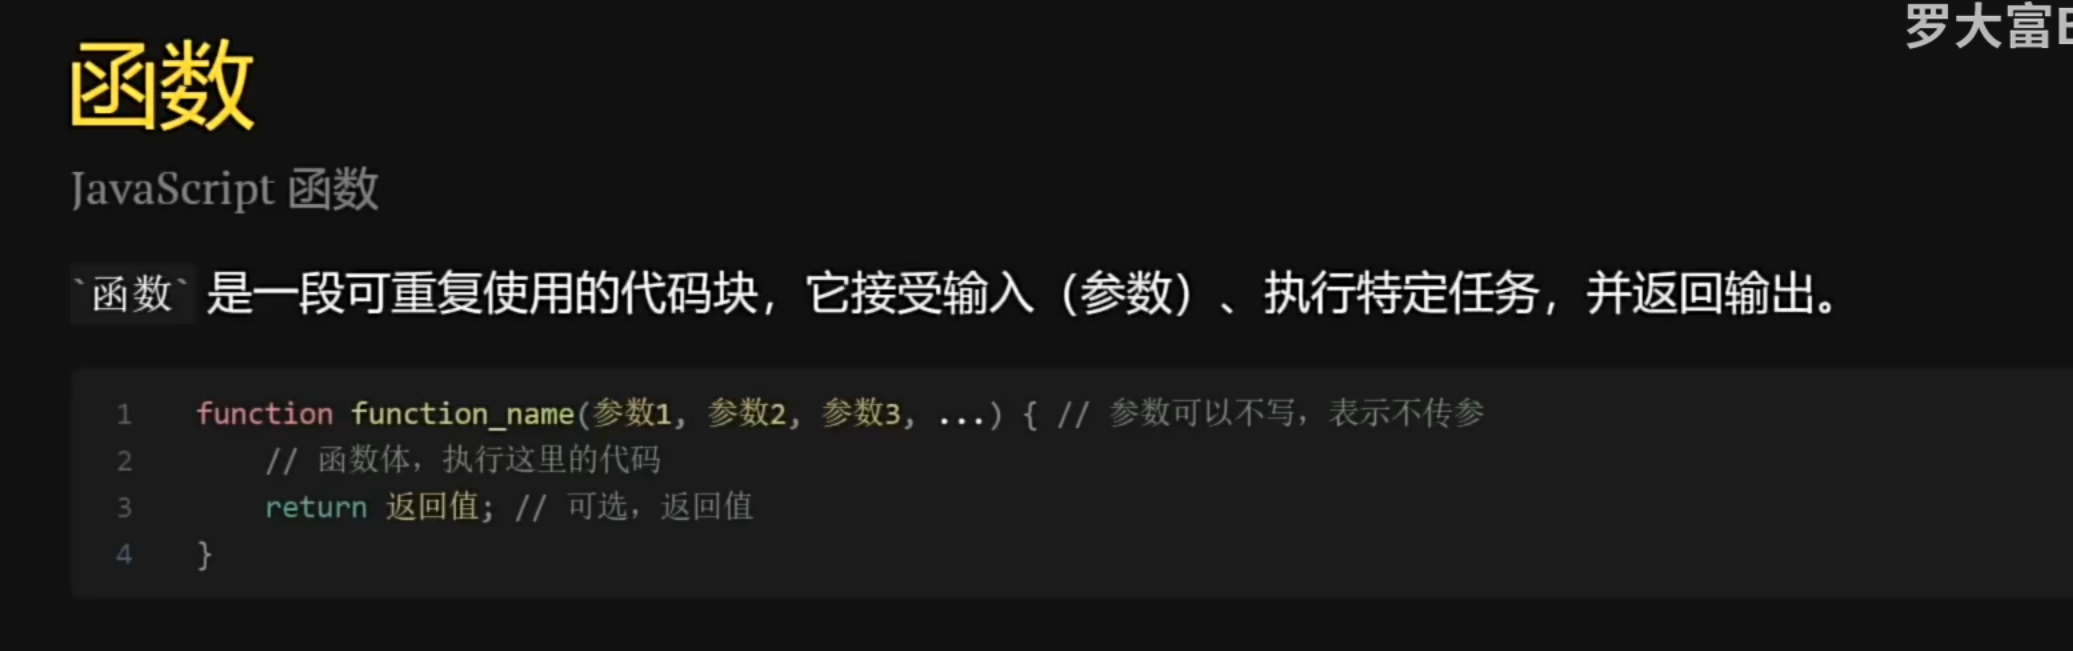 罗大富
函数
JavaScript 函数
`函数` 是一段可重复使用的代码块，它接受输入（参数）、执行特定任务，并返回输出。
1 function function_name(参数1, 参数2, 参数3, ...) { // 参数可以不写，表示不传参
2 // 函数体，执行这里的代码
3 return 返回值; // 可选，返回值
4 }